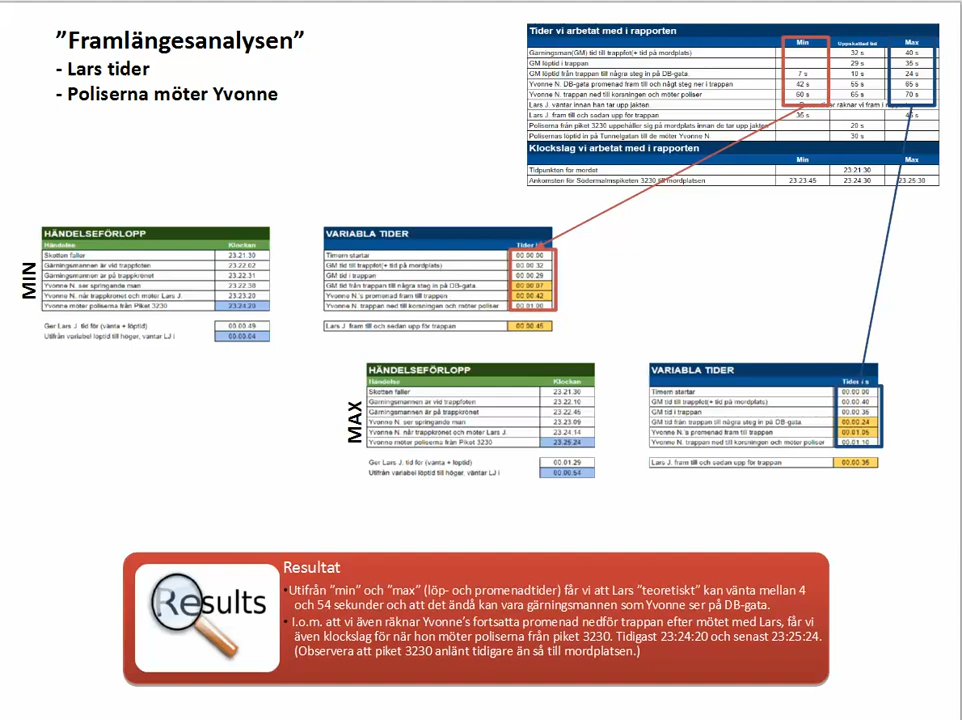 ”Framlängesanalysen”
- Lars tider
- Poliserna möter Yvonne
Tider vi arbetat med i rapporten
Min Uppskattad tid Max
Gärningsman(GM) tid till trappfot(+ tid på mordplats) 32 s 40 s
GM löptid i trappan 29 s 35 s
GM löptid från trappan till några steg in på DB-gata 7 s 10 s 24 s
Yvonne N. DB-gata promenad fram till och någt steg ner i trappan 42 s 55 s 65 s
Yvonne N. trappan ned till korsningen och möter poliser 60 s 65 s 70 s
Lars J. väntar innan han tar upp jakten räknar vi fram i
Lars J. fram till och sedan upp för trappan 35 s 45 s
Poliserna från piket 3230 uppehåller sig på mordplats innan de tar upp jakten 20 s
Polisernas löptid in på Tunnelgatan till de möter Yvonne N. 30 s
Klockslag vi arbetat med i rapporten
Min Max
Tidpunkten för mordet 23:21:30
Ankomsten för Södermalmspiketen 3230 till mordplatsen 23:23:45 23:24:30 23:25:30
MIN
HÄNDELSEFÖRLOPP
Händelse Klockan
Skotten faller 23.21.30
Gärningsmannen är vid trappfoten 23.22.02
Gärningsmannen är på trappkrönet 23.22.31
Yvonne N. ser springande man 23.22.38
Yvonne N. når trappkrönet och möter Lars J. 23.23.20
Yvonne möter poliserna från Piket 3230 23.24.20
Ger Lars J. tid för (vänta + löptid) 00.00.49
Utifrån variabel löptid till höger, väntar LJ i 00.00.04
VARIABLA TIDER
Tider i s
Timern startar 00.00.00
GM tid till trappfot(+ tid på mordplats) 00.00.32
GM tid i trappan 00.00.29
GM tid från trappan till några steg in på DB-gata 00.00.07
Yvonne N.'s promenad fram till trappan 00.00.42
Yvonne N. trappan ned till korsningen och möter poliser 00.01.00
Lars J. fram till och sedan upp för trappan 00.00.45
MAX
HÄNDELSEFÖRLOPP
Händelse Klockan
Skotten faller 23.21.30
Gärningsmannen är vid trappfoten 23.22.10
Gärningsmannen är på trappkrönet 23.22.45
Yvonne N. ser springande man 23.23.09
Yvonne N. når trappkrönet och möter Lars J. 23.24.14
Yvonne möter poliserna från Piket 3230 23.25.24
Ger Lars J. tid för (vänta + löptid) 00.01.29
Utifrån variabel löptid till höger, väntar LJ i 00.00.54
VARIABLA TIDER
Tider i s
Timern startar 00.00.00
GM tid till trappfot(+ tid på mordplats) 00.00.40
GM tid i trappan 00.00.35
GM tid från trappan till några steg in på DB-gata 00.00.24
Yvonne N.'s promenad fram till trappan 00.01.05
Yvonne N. trappan ned till korsningen och möter poliser 00.01.10
Lars J. fram till och sedan upp för trappan 00.00.35
Results
Resultat
•Utifrån ”min” och ”max” (löp- och promenadtider) får vi att Lars ”teoretiskt” kan vänta mellan 4
och 54 sekunder och att det ändå kan vara gärningsmannen som Yvonne ser på DB-gata.
• I.o.m. att vi även räknar Yvonne’s fortsatta promenad nedför trappan efter mötet med Lars, får vi
även klockslag för när hon möter poliserna från piket 3230. Tidigast 23:24:20 och senast 23:25:24.
(Observera att piket 3230 anlänt tidigare än så till mordplatsen.)